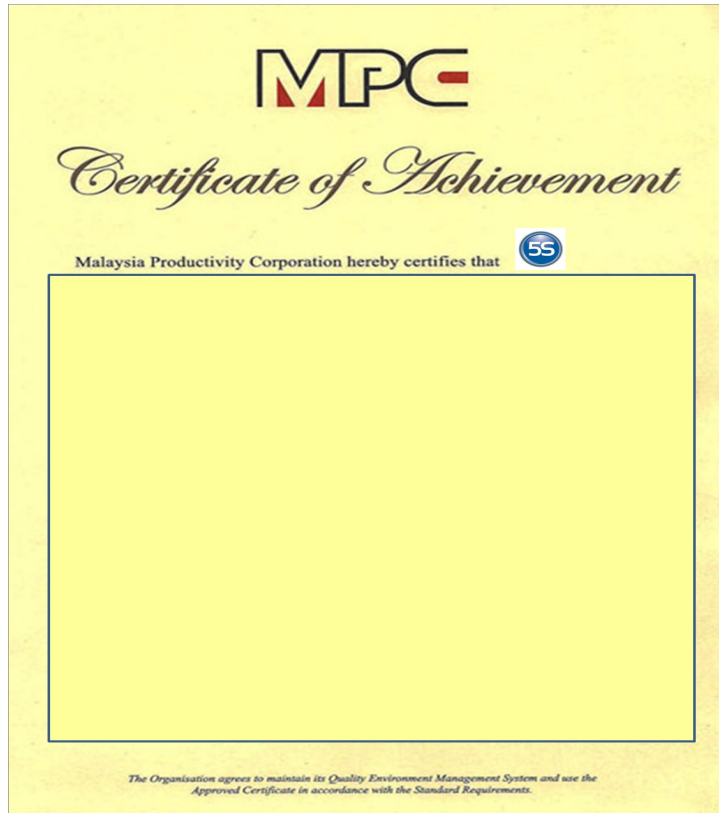 MPC
Certificate of Achievement
5S
Malaysia Productivity Corporation hereby certifies that
The Organisation agrees to maintain its Quality Environment Management System and use the
Approved Certificate in accordance with the Standard Requirements.